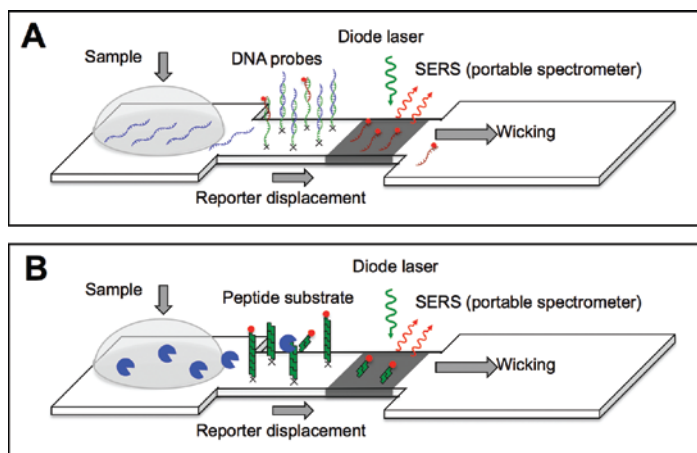 A
Sample
DNA probes
Diode laser
SERS (portable spectrometer)
Wicking
Reporter displacement
B
Sample
Peptide substrate
Diode laser
SERS (portable spectrometer)
Wicking
Reporter displacement